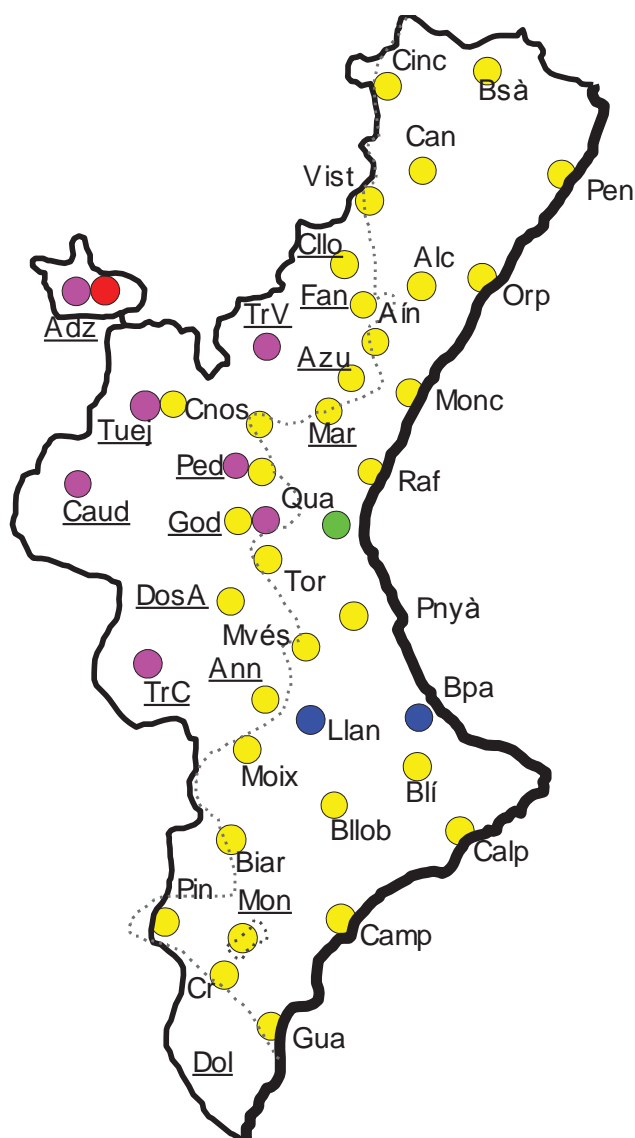 Cinc
Bsà
Can
Vist
Pen
Cllo
Alc
Orp
Fan
Aín
Adz
TrV
Azu
Monc
Cnos
Tuej
Mar
Ped
Raf
Caud
Qua
God
Tor
DosA
Pnyà
Mvés
Ann
TrC
Bpa
Llan
Moix
Blí
Bllob
Calp
Biar
Pin
Mon
Camp
Cr
Gua
Dol